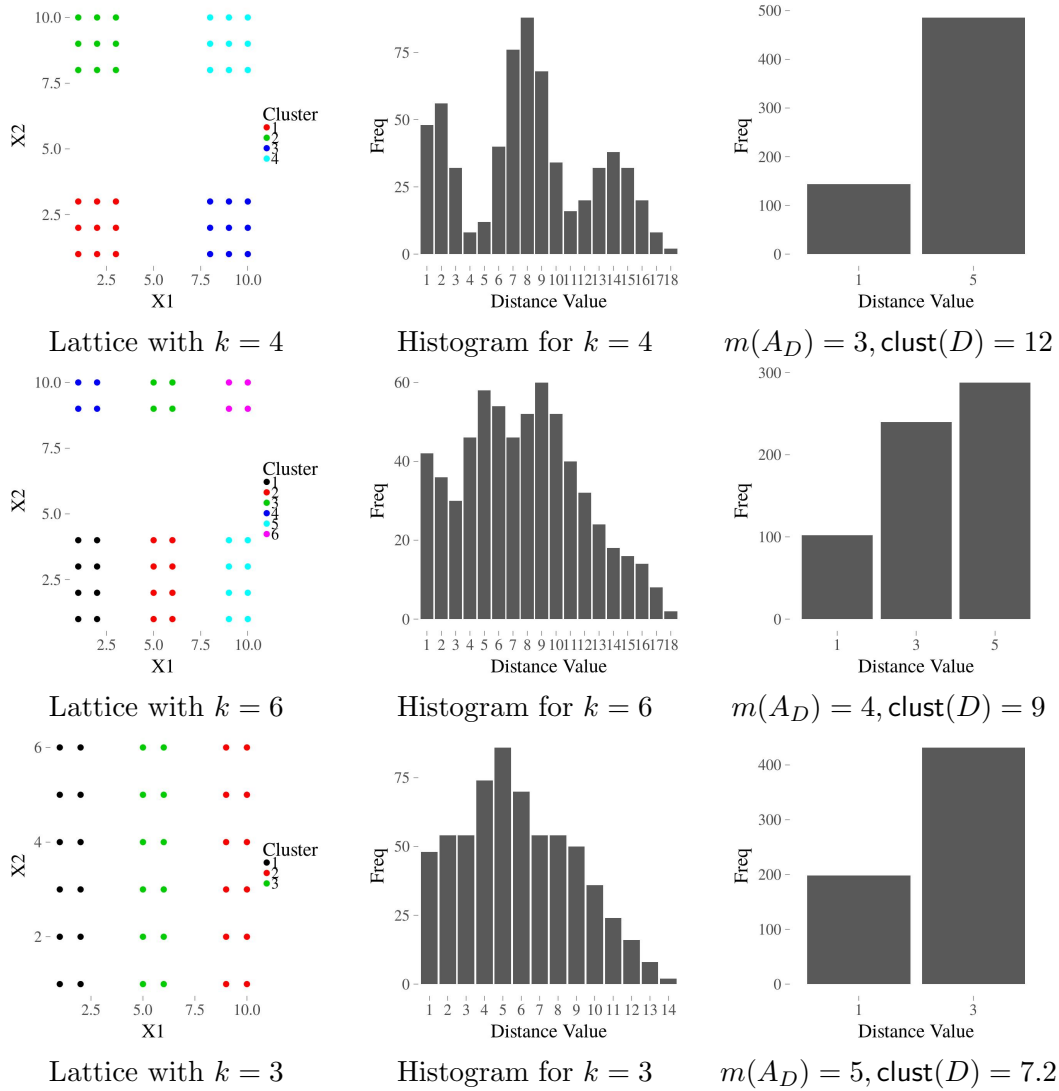 10.0
7.5
5.0
2.5
X2
2.5 5.0 7.5 10.0
X1
Cluster
1
2
3
4
75
50
25
0
Freq
1 2 3 4 5 6 7 8 9 10 11 12 13 14 15 16 17 18
Distance Value
500
400
300
200
100
0
Freq
1 5
Distance Value
Lattice with k = 4
Histogram for k = 4
m(A_D) = 3, clust(D) = 12
10.0
7.5
5.0
2.5
X2
2.5 5.0 7.5 10.0
X1
Cluster
1
2
3
4
5
6
60
40
20
0
Freq
1 2 3 4 5 6 7 8 9 10 11 12 13 14 15 16 17 18
Distance Value
300
200
100
0
Freq
1 3 5
Distance Value
Lattice with k = 6
Histogram for k = 6
m(A_D) = 4, clust(D) = 9
6
4
2
X2
2.5 5.0 7.5 10.0
X1
Cluster
1
2
3
75
50
25
0
Freq
1 2 3 4 5 6 7 8 9 10 11 12 13 14
Distance Value
400
300
200
100
0
Freq
1 3
Distance Value
Lattice with k = 3
Histogram for k = 3
m(A_D) = 5, clust(D) = 7.2